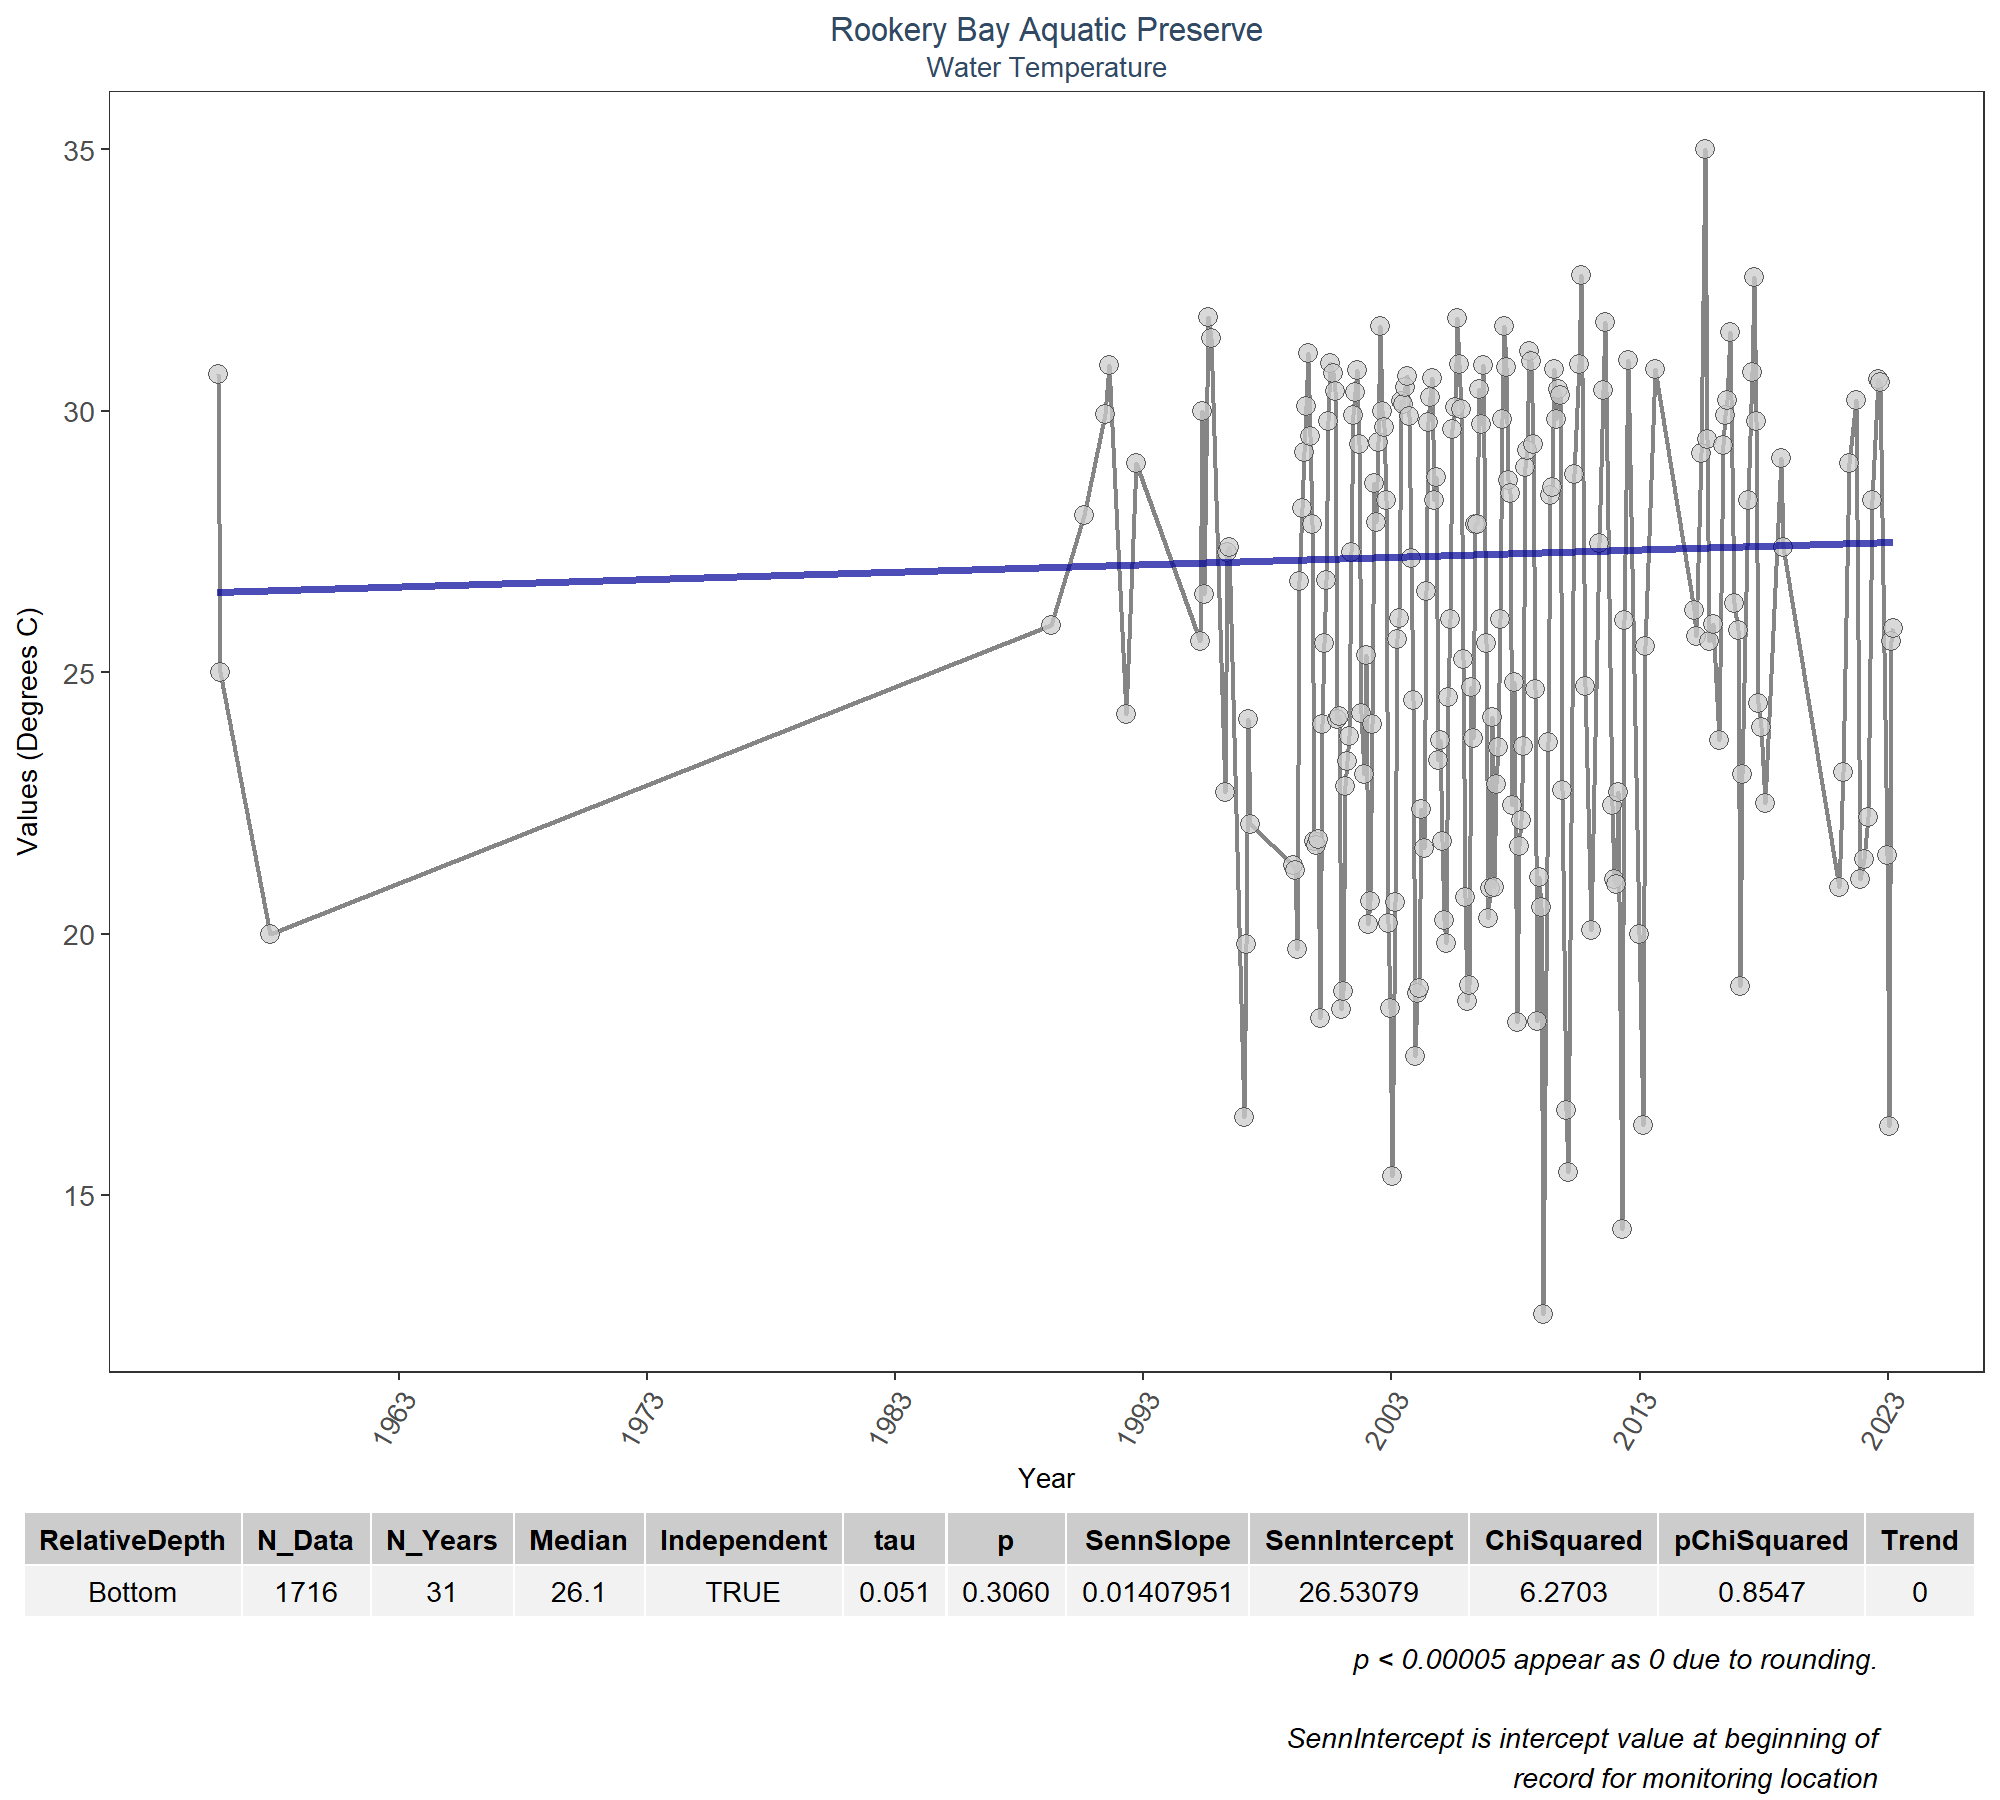 Rookery Bay Aquatic Preserve
Water Temperature
Values (Degrees C)
35
30
25
20
15
1963 1973 1983 1993 2003 2013 2023
Year
RelativeDepth N_Data N_Years Median Independent tau p SennSlope SennIntercept ChiSquared pChiSquared Trend
Bottom 1716 31 26.1 TRUE 0.051 0.3060 0.01407951 26.53079 6.2703 0.8547 0
p < 0.00005 appear as 0 due to rounding.
SennIntercept is intercept value at beginning of
record for monitoring location